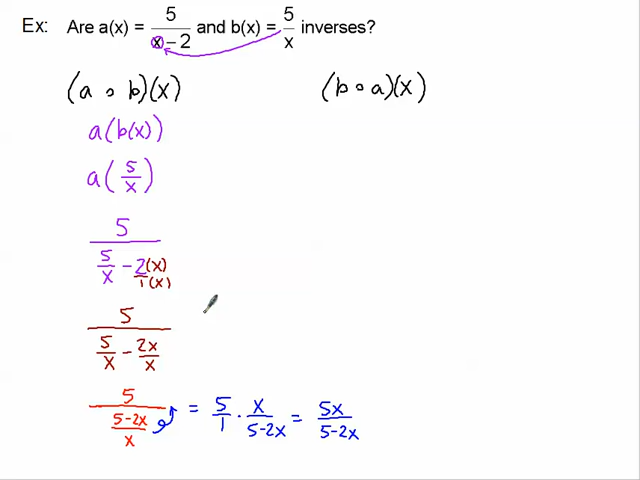 Ex: Are a(x) = 5/(x – 2) and b(x) = 5/x inverses?
(a ∘ b)(x)
(b ∘ a)(x)
a(b(x))
a(5/x)
5/(5/x – 2(x)/1(x))
5/(5/x – 2x/x)
5/((5-2x)/x) = 5/1 · x/(5-2x) = 5x/(5-2x)